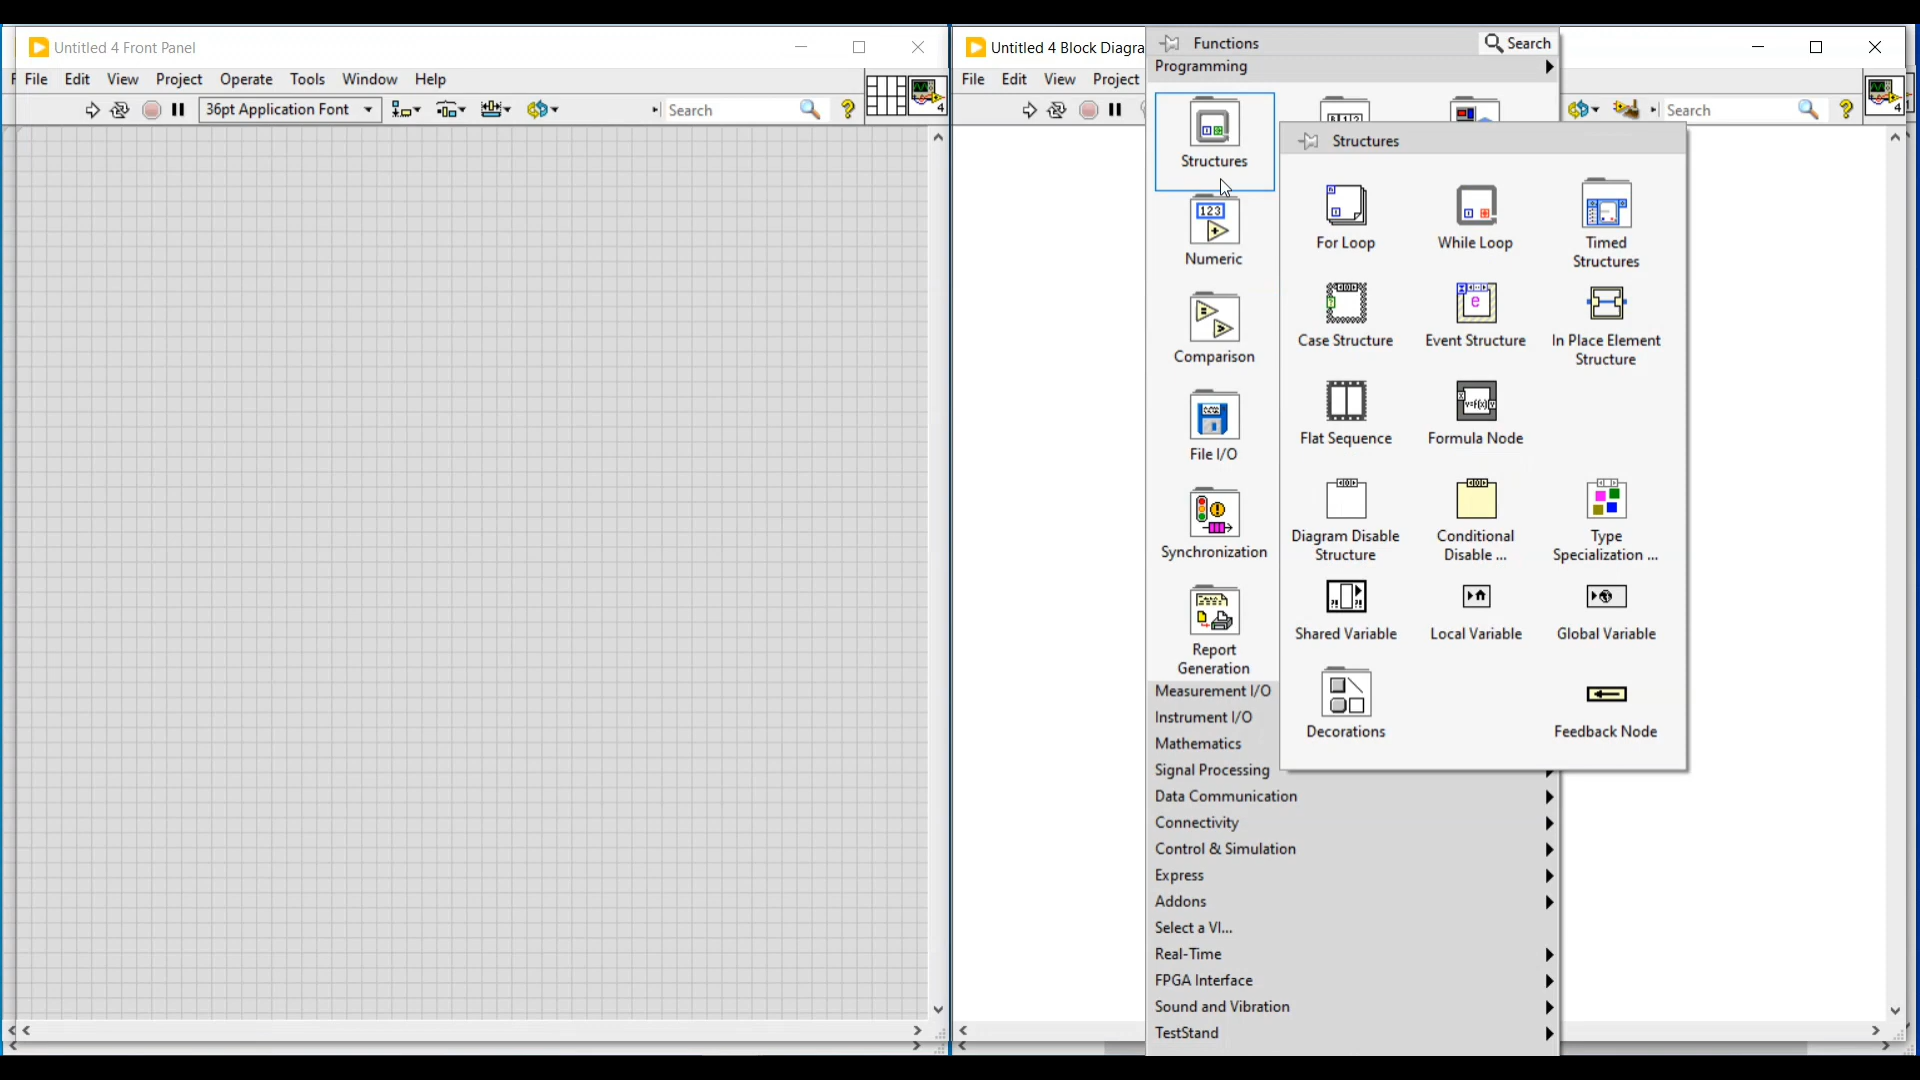 Untitled 4 Front Panel
File Edit View Project Operate Tools Window Help
36pt Application Font
Search
4
Untitled 4 Block Diagra
File Edit View Project
Search
4
Functions
Search
Programming
Structures
Numeric
Comparison
File I/O
Synchronization
Report
Generation
Measurement I/O
Instrument I/O
Mathematics
Signal Processing
Data Communication
Connectivity
Control & Simulation
Express
Addons
Select a VI...
Real-Time
FPGA Interface
Sound and Vibration
TestStand
Structures
For Loop
While Loop
Timed
Structures
Case Structure
Event Structure
In Place Element
Structure
Flat Sequence
Formula Node
Diagram Disable
Structure
Conditional
Disable ...
Type
Specialization ...
Shared Variable
Local Variable
Global Variable
Decorations
Feedback Node
123